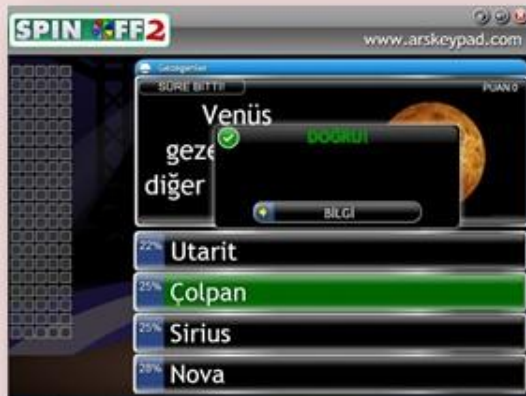 SPIN OFF2
www.arskeypad.com
Gezegenler
SÜRE BİTTİ!
PUAN 0
Venüs
geze
diğer
DOĞRU!
BİLGİ
22% Utarit
25% Çolpan
25% Sirius
28% Nova